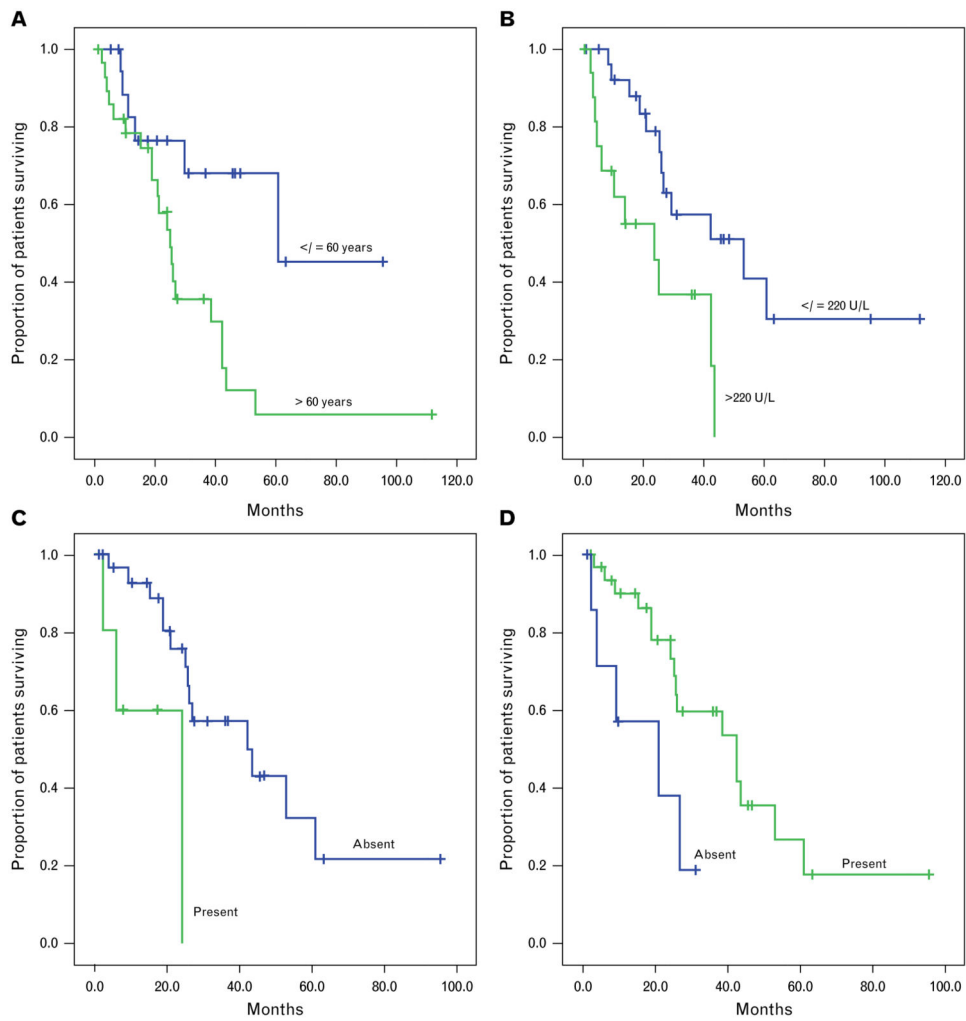 A
Proportion of patients surviving
1.0
0.8
0.6
0.4
0.2
0.0
</ = 60 years
> 60 years
0.0 20.0 40.0 60.0 80.0 100.0 120.0
Months
B
Proportion of patients surviving
1.0
0.8
0.6
0.4
0.2
0.0
</ = 220 U/L
>220 U/L
0.0 20.0 40.0 60.0 80.0 100.0 120.0
Months
C
Proportion of patients surviving
1.0
0.8
0.6
0.4
0.2
0.0
Absent
Present
0.0 20.0 40.0 60.0 80.0 100.0
Months
D
Proportion of patients surviving
1.0
0.8
0.6
0.4
0.2
0.0
Absent
Present
0.0 20.0 40.0 60.0 80.0 100.0
Months